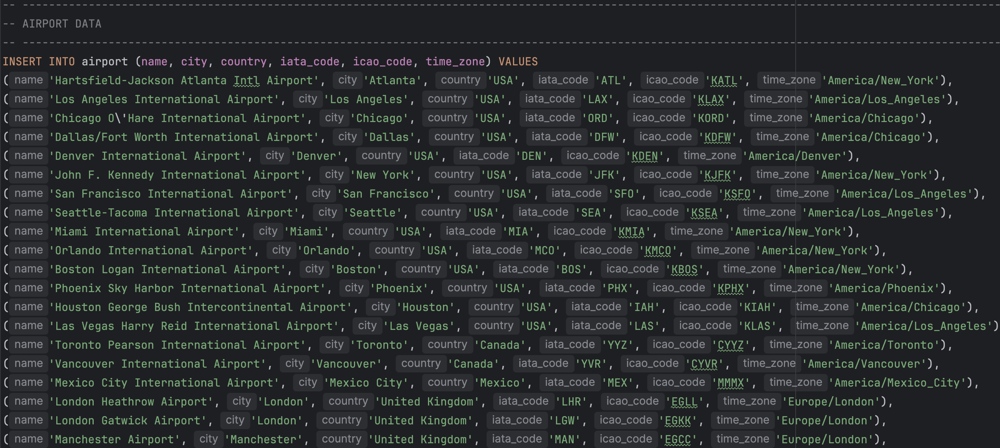 -- ----------------------------------------------------------------------------------------------------------------------------------------------------
-- AIRPORT DATA
-- ----------------------------------------------------------------------------------------------------------------------------------------------------
INSERT INTO airport (name, city, country, iata_code, icao_code, time_zone) VALUES
( name 'Hartsfield-Jackson Atlanta Intl Airport', city 'Atlanta', country 'USA', iata_code 'ATL', icao_code 'KATL', time_zone 'America/New_York'),
( name 'Los Angeles International Airport', city 'Los Angeles', country 'USA', iata_code 'LAX', icao_code 'KLAX', time_zone 'America/Los_Angeles'),
( name 'Chicago O\'Hare International Airport', city 'Chicago', country 'USA', iata_code 'ORD', icao_code 'KORD', time_zone 'America/Chicago'),
( name 'Dallas/Fort Worth International Airport', city 'Dallas', country 'USA', iata_code 'DFW', icao_code 'KDFW', time_zone 'America/Chicago'),
( name 'Denver International Airport', city 'Denver', country 'USA', iata_code 'DEN', icao_code 'KDEN', time_zone 'America/Denver'),
( name 'John F. Kennedy International Airport', city 'New York', country 'USA', iata_code 'JFK', icao_code 'KJFK', time_zone 'America/New_York'),
( name 'San Francisco International Airport', city 'San Francisco', country 'USA', iata_code 'SFO', icao_code 'KSFO', time_zone 'America/Los_Angeles'),
( name 'Seattle-Tacoma International Airport', city 'Seattle', country 'USA', iata_code 'SEA', icao_code 'KSEA', time_zone 'America/Los_Angeles'),
( name 'Miami International Airport', city 'Miami', country 'USA', iata_code 'MIA', icao_code 'KMIA', time_zone 'America/New_York'),
( name 'Orlando International Airport', city 'Orlando', country 'USA', iata_code 'MCO', icao_code 'KMCO', time_zone 'America/New_York'),
( name 'Boston Logan International Airport', city 'Boston', country 'USA', iata_code 'BOS', icao_code 'KBOS', time_zone 'America/New_York'),
( name 'Phoenix Sky Harbor International Airport', city 'Phoenix', country 'USA', iata_code 'PHX', icao_code 'KPHX', time_zone 'America/Phoenix'),
( name 'Houston George Bush Intercontinental Airport', city 'Houston', country 'USA', iata_code 'IAH', icao_code 'KIAH', time_zone 'America/Chicago'),
( name 'Las Vegas Harry Reid International Airport', city 'Las Vegas', country 'USA', iata_code 'LAS', icao_code 'KLAS', time_zone 'America/Los_Angeles')
( name 'Toronto Pearson International Airport', city 'Toronto', country 'Canada', iata_code 'YYZ', icao_code 'CYYZ', time_zone 'America/Toronto'),
( name 'Vancouver International Airport', city 'Vancouver', country 'Canada', iata_code 'YVR', icao_code 'CYVR', time_zone 'America/Vancouver'),
( name 'Mexico City International Airport', city 'Mexico City', country 'Mexico', iata_code 'MEX', icao_code 'MMMX', time_zone 'America/Mexico_City'),
( name 'London Heathrow Airport', city 'London', country 'United Kingdom', iata_code 'LHR', icao_code 'EGLL', time_zone 'Europe/London'),
( name 'London Gatwick Airport', city 'London', country 'United Kingdom', iata_code 'LGW', icao_code 'EGKK', time_zone 'Europe/London'),
( name 'Manchester Airport', city 'Manchester', country 'United Kingdom', iata_code 'MAN', icao_code 'EGCC', time_zone 'Europe/London'),